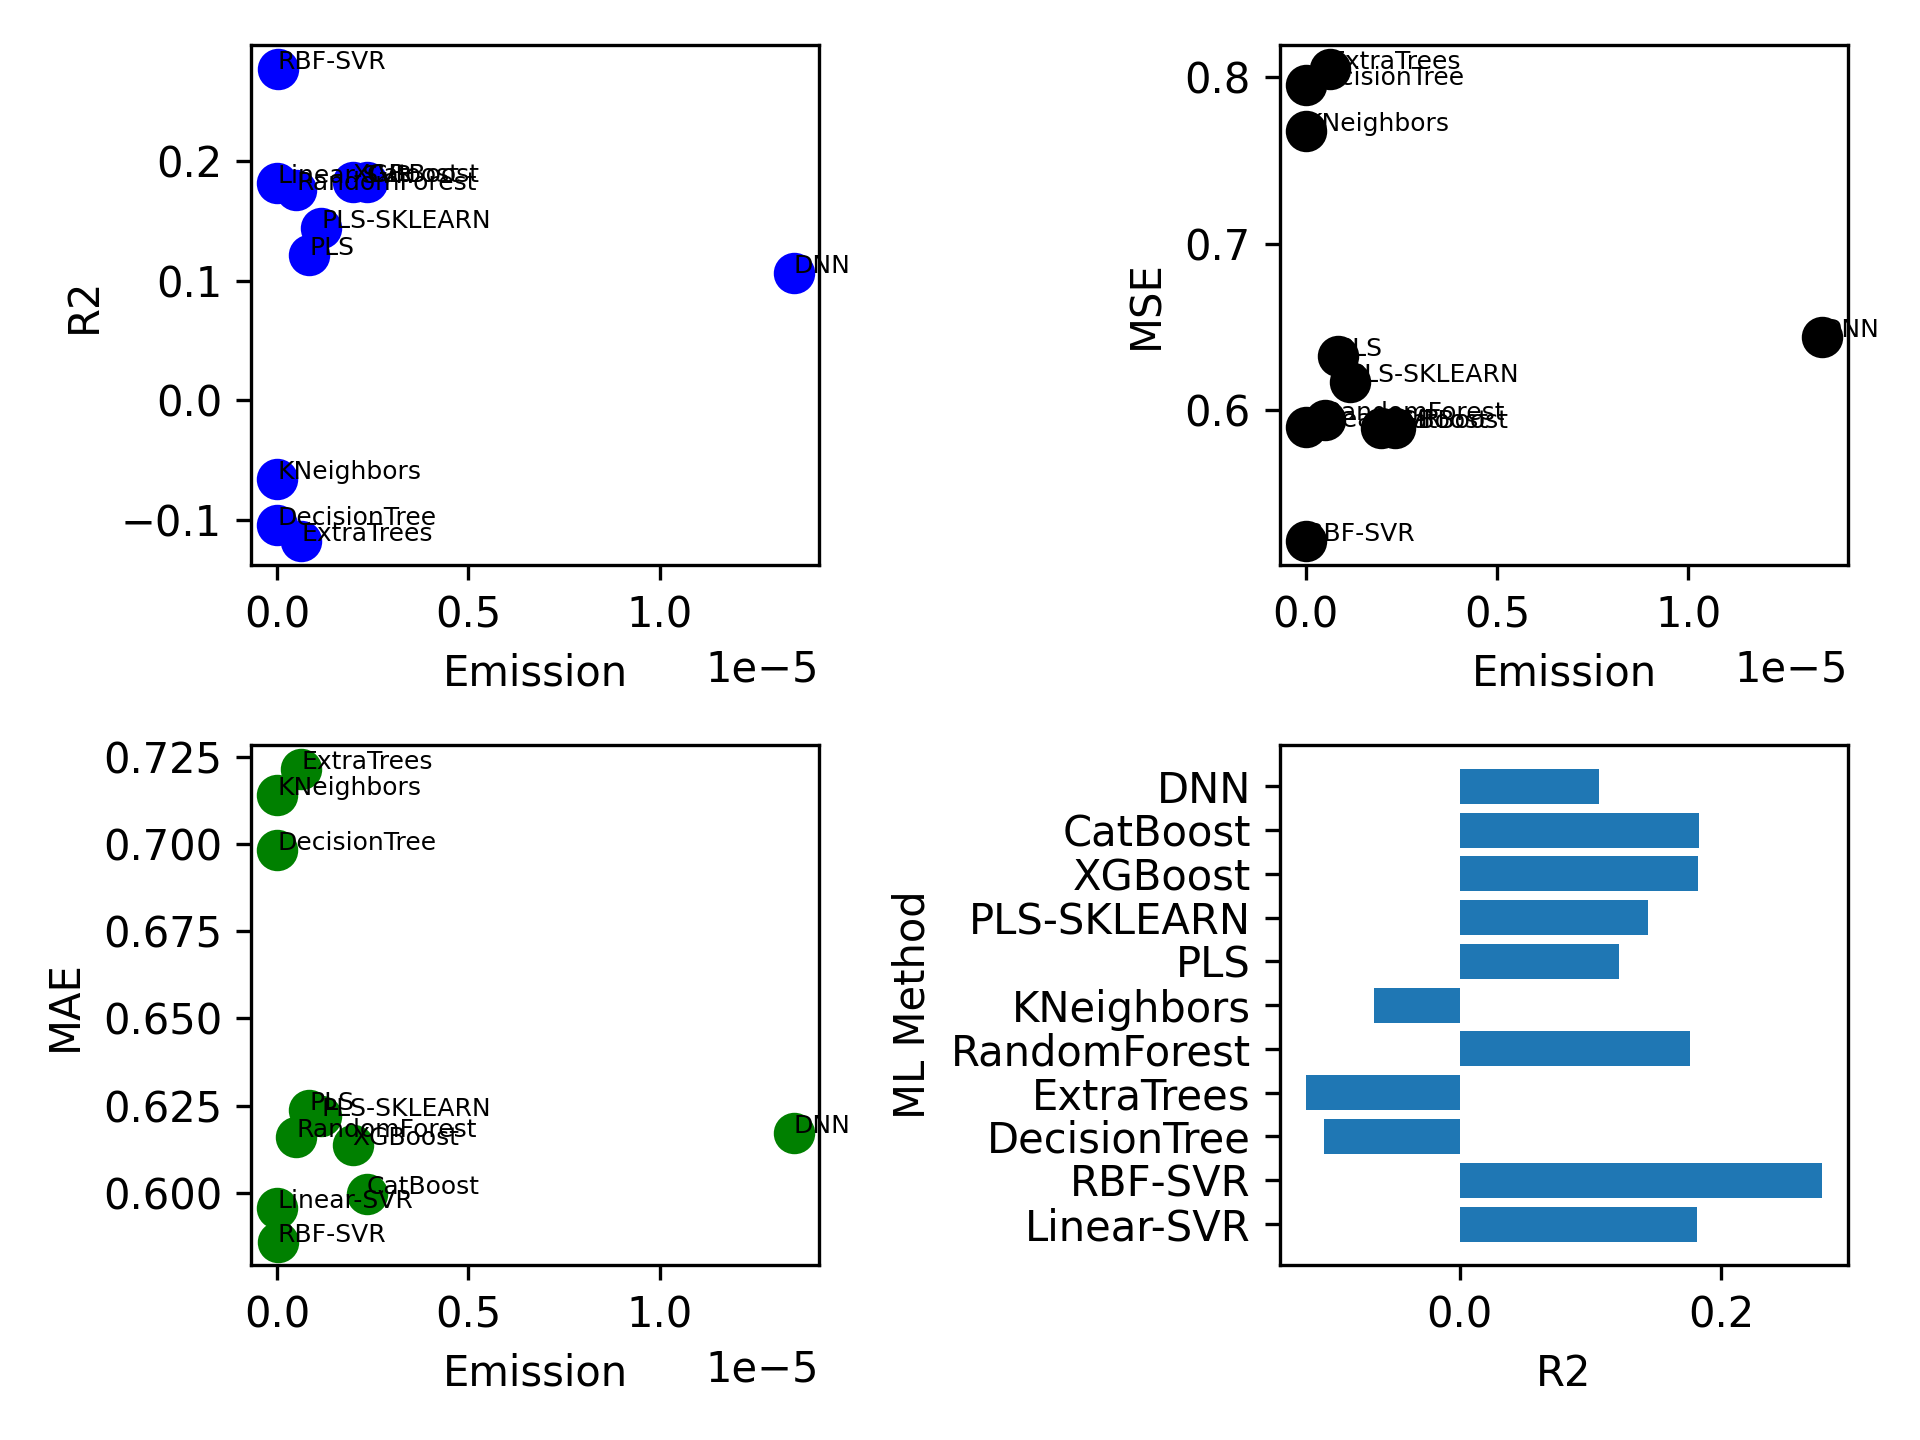 R2
0.2
0.1
0.0
−0.1
RBF-SVR
Linear-SVR
XGBoost
CatBoost
RandomForest
PLS-SKLEARN
PLS
DNN
KNeighbors
DecisionTree
ExtraTrees
0.0 0.5 1.0
Emission 1e−5
MSE
0.8
0.7
0.6
ExtraTrees
DecisionTree
KNeighbors
DNN
PLS
PLS-SKLEARN
RandomForest
CatBoost
RBF-SVR
0.0 0.5 1.0
Emission 1e−5
MAE
0.725
0.700
0.675
0.650
0.625
0.600
ExtraTrees
KNeighbors
DecisionTree
PLS
PLS-SKLEARN
RandomForest
XGBoost
DNN
CatBoost
Linear-SVR
RBF-SVR
0.0 0.5 1.0
Emission 1e−5
ML Method
DNN
CatBoost
XGBoost
PLS-SKLEARN
PLS
KNeighbors
RandomForest
ExtraTrees
DecisionTree
RBF-SVR
Linear-SVR
0.0 0.2
R2